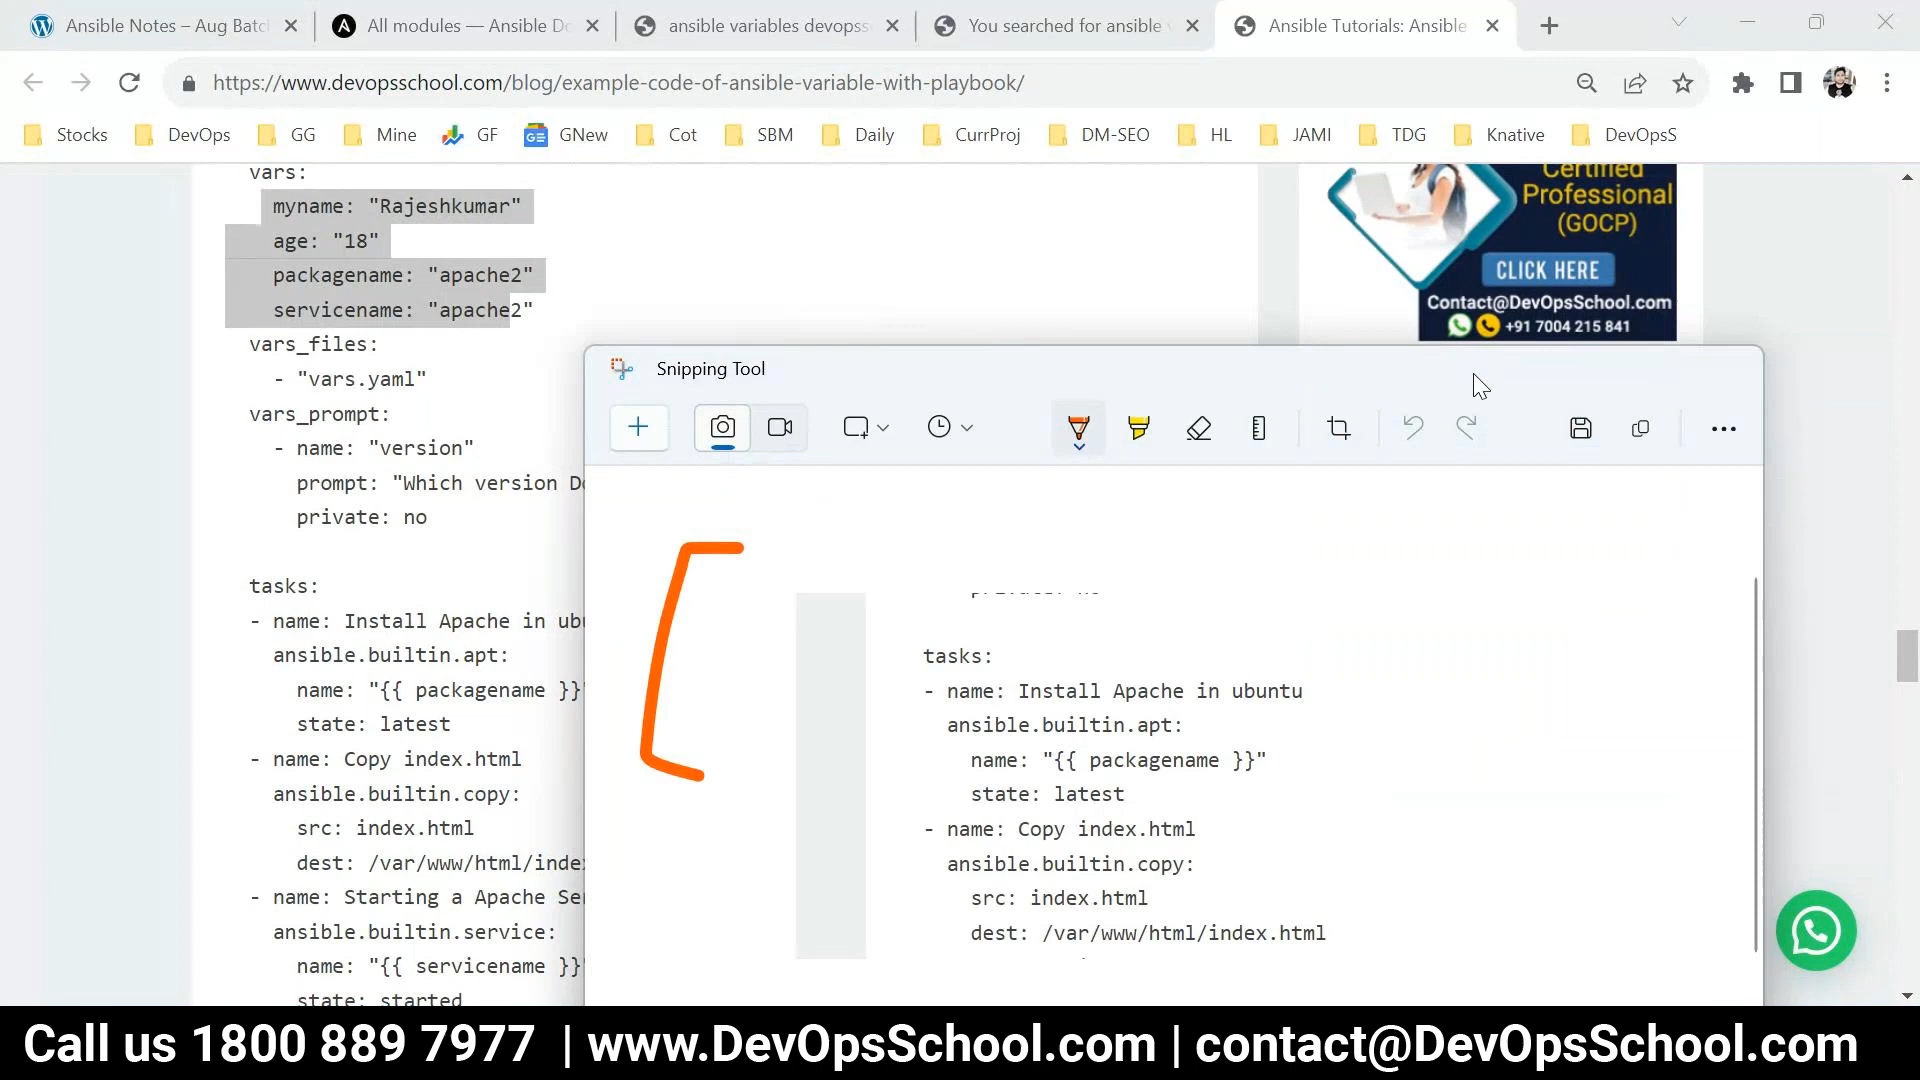 Ansible Notes – Aug Batc
All modules — Ansible Do
ansible variables devopss
You searched for ansible v
Ansible Tutorials: Ansible
https://www.devopsschool.com/blog/example-code-of-ansible-variable-with-playbook/
Stocks
DevOps
GG
Mine
GF
GE
GNew
Cot
SBM
Daily
CurrProj
DM-SEO
HL
JAMI
TDG
Knative
DevOpsS
vars:
myname: "Rajeshkumar"
age: "18"
packagename: "apache2"
servicename: "apache2"
vars_files:
- "vars.yaml"
vars_prompt:
- name: "version"
prompt: "Which version Do
private: no
tasks:
- name: Install Apache in ubu
ansible.builtin.apt:
name: "{{ packagename }}"
state: latest
- name: Copy index.html
ansible.builtin.copy:
src: index.html
dest: /var/www/html/index
- name: Starting a Apache Se
ansible.builtin.service:
name: "{{ servicename }}"
state: started
Certified
Professional
(GOCP)
CLICK HERE
Contact@DevOpsSchool.com
+91 7004 215 841
Snipping Tool
tasks:
- name: Install Apache in ubuntu
ansible.builtin.apt:
name: "{{ packagename }}"
state: latest
- name: Copy index.html
ansible.builtin.copy:
src: index.html
dest: /var/www/html/index.html
Call us 1800 889 7977 | www.DevOpsSchool.com | contact@DevOpsSchool.com